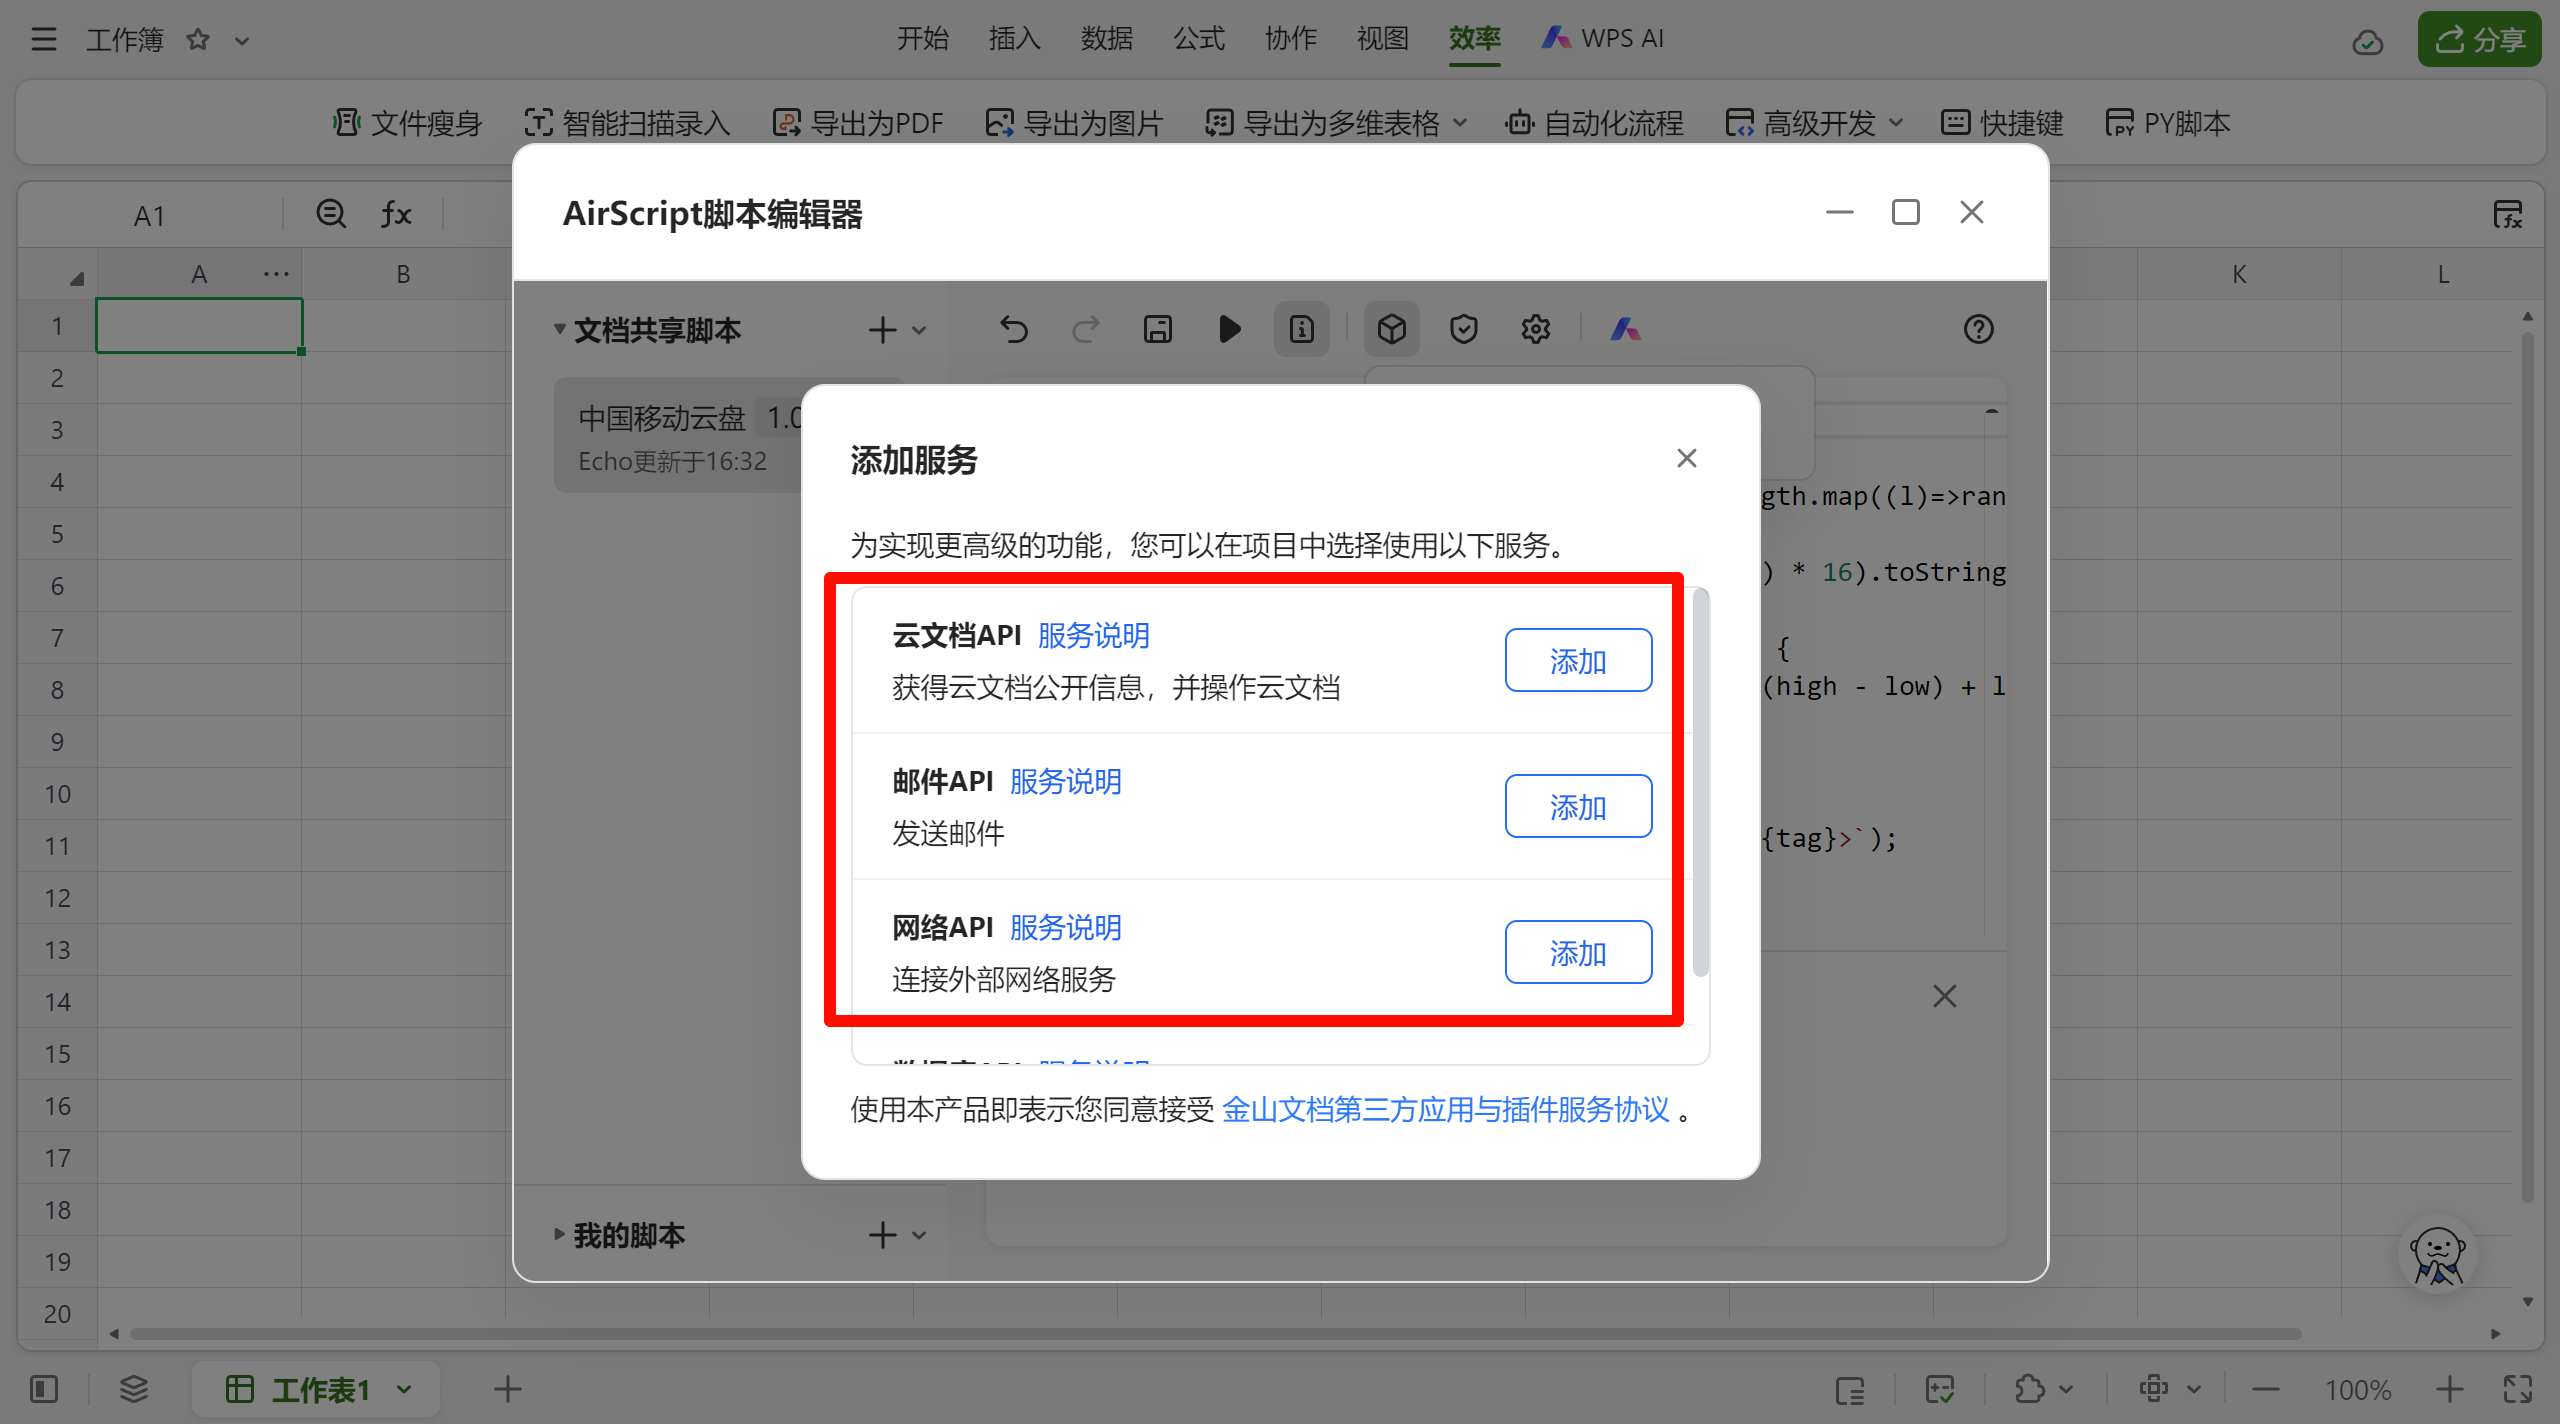 工作簿
开始 插入 数据 公式 协作 视图 效率 WPS AI
分享
文件瘦身 智能扫描录入 导出为PDF 导出为图片 导出为多维表格 自动化流程 高级开发 快捷键 PY脚本
A1 fx
AirScript脚本编辑器
A B K L
1
2
3
4
5
6
7
8
9
10
11
12
13
14
15
16
17
18
19
20
文档共享脚本
中国移动云盘 1.0
Echo更新于16:32
gth.map((l)=>ran
) * 16).toString
{
(high - low) + l
{tag}>`);
添加服务
为实现更高级的功能，您可以在项目中选择使用以下服务。
云文档API 服务说明
获得云文档公开信息，并操作云文档
添加
邮件API 服务说明
发送邮件
添加
网络API 服务说明
连接外部网络服务
添加
数据库API 服务说明
使用本产品即表示您同意接受 金山文档第三方应用与插件服务协议 。
我的脚本
工作表1
100%